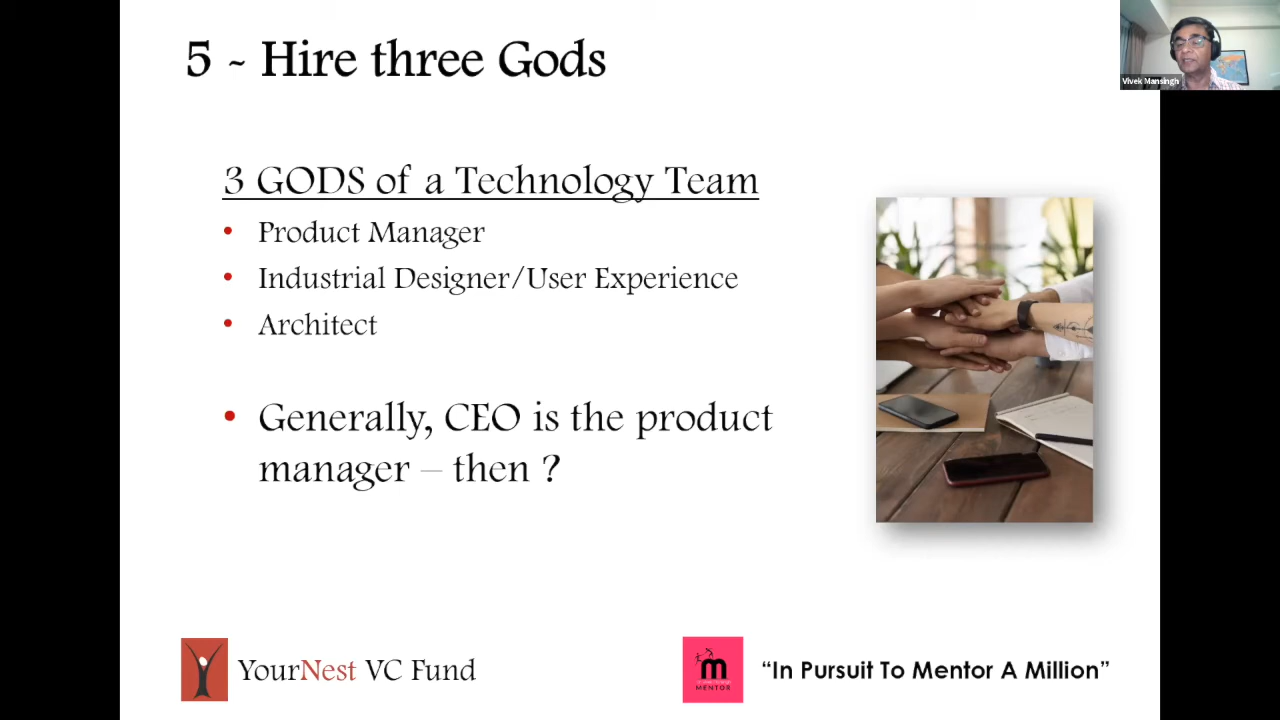 5 - Hire three Gods
Vivek Mansingh
3 GODS of a Technology Team
• Product Manager
• Industrial Designer/User Experience
• Architect
• Generally, CEO is the product
manager – then ?
YourNest VC Fund
m
MENTOR
“In Pursuit To Mentor A Million”